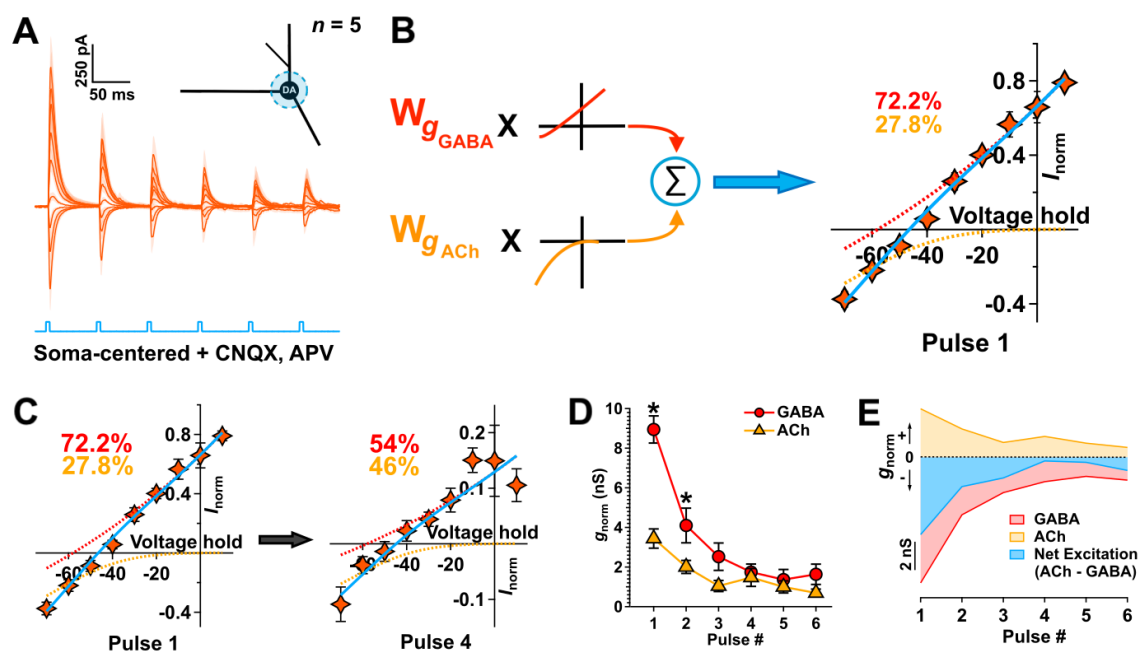 A
n = 5
250 pA
50 ms
DA
Soma-centered + CNQX, APV
B
WgGABA X
WgACh X
Σ
72.2%
27.8%
0.8
0.4
-0.4
Inorm
Voltage hold
-60 -40 -20
Pulse 1
C
72.2%
27.8%
0.8
0.4
-0.4
Inorm
Voltage hold
-60 -40 -20
Pulse 1
54%
46%
0.2
0.1
-0.1
Inorm
Voltage hold
-60 -40 -20
Pulse 4
D
GABA
ACh
* *
gnorm (nS)
10
8
6
4
2
0
1 2 3 4 5 6
Pulse #
E
gnorm
+
0
-
2 nS
GABA
ACh
Net Excitation
(ACh - GABA)
1 2 3 4 5 6
Pulse #